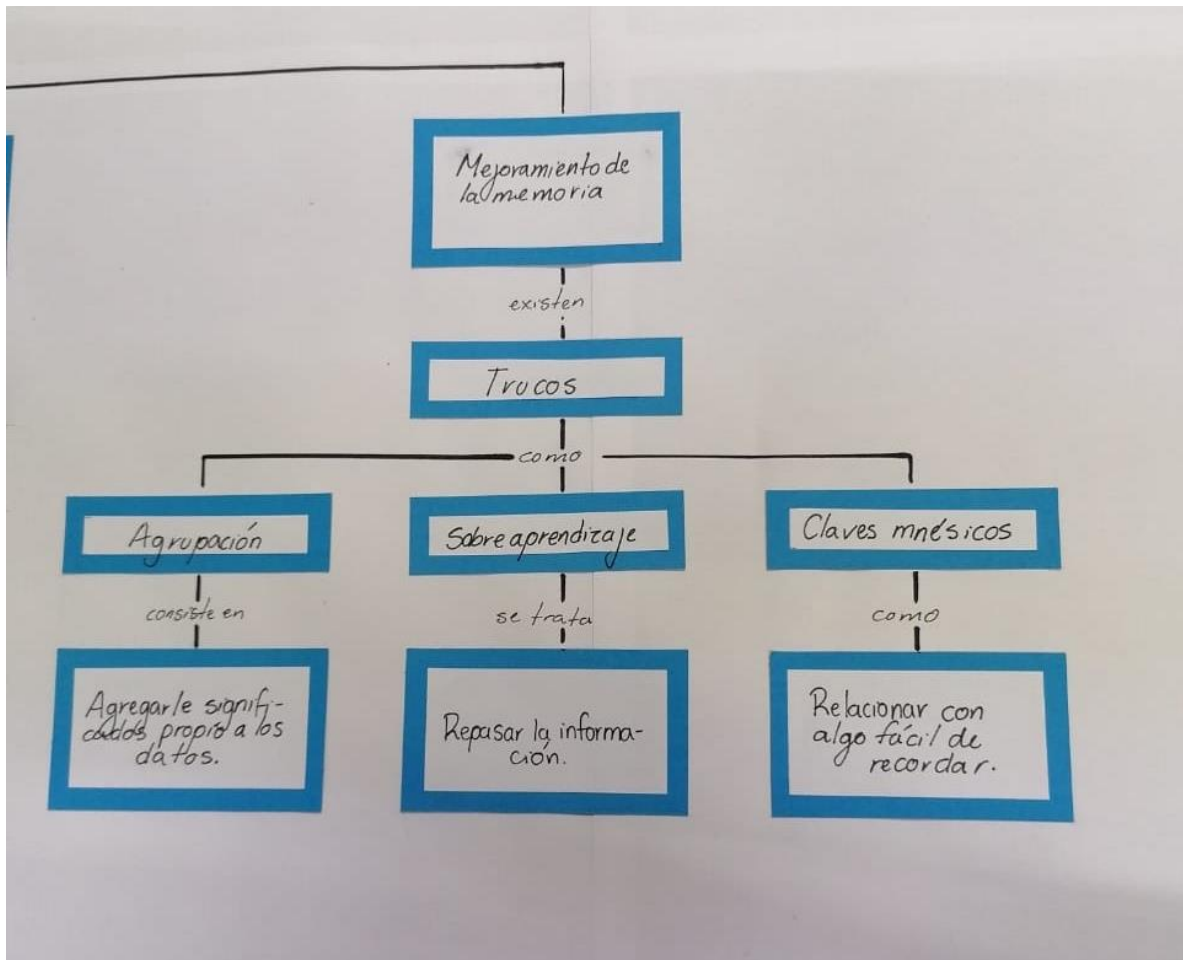 Mejoramiento de
la memoria
existen
Trucos
como
Agrupación
Sobreaprendizaje
Claves mnésicos
consiste en
se trata
como
Agregarle signifi-
cados propio a los
datos.
Repasar la informa-
ción.
Relacionar con
algo fácil de
recordar.